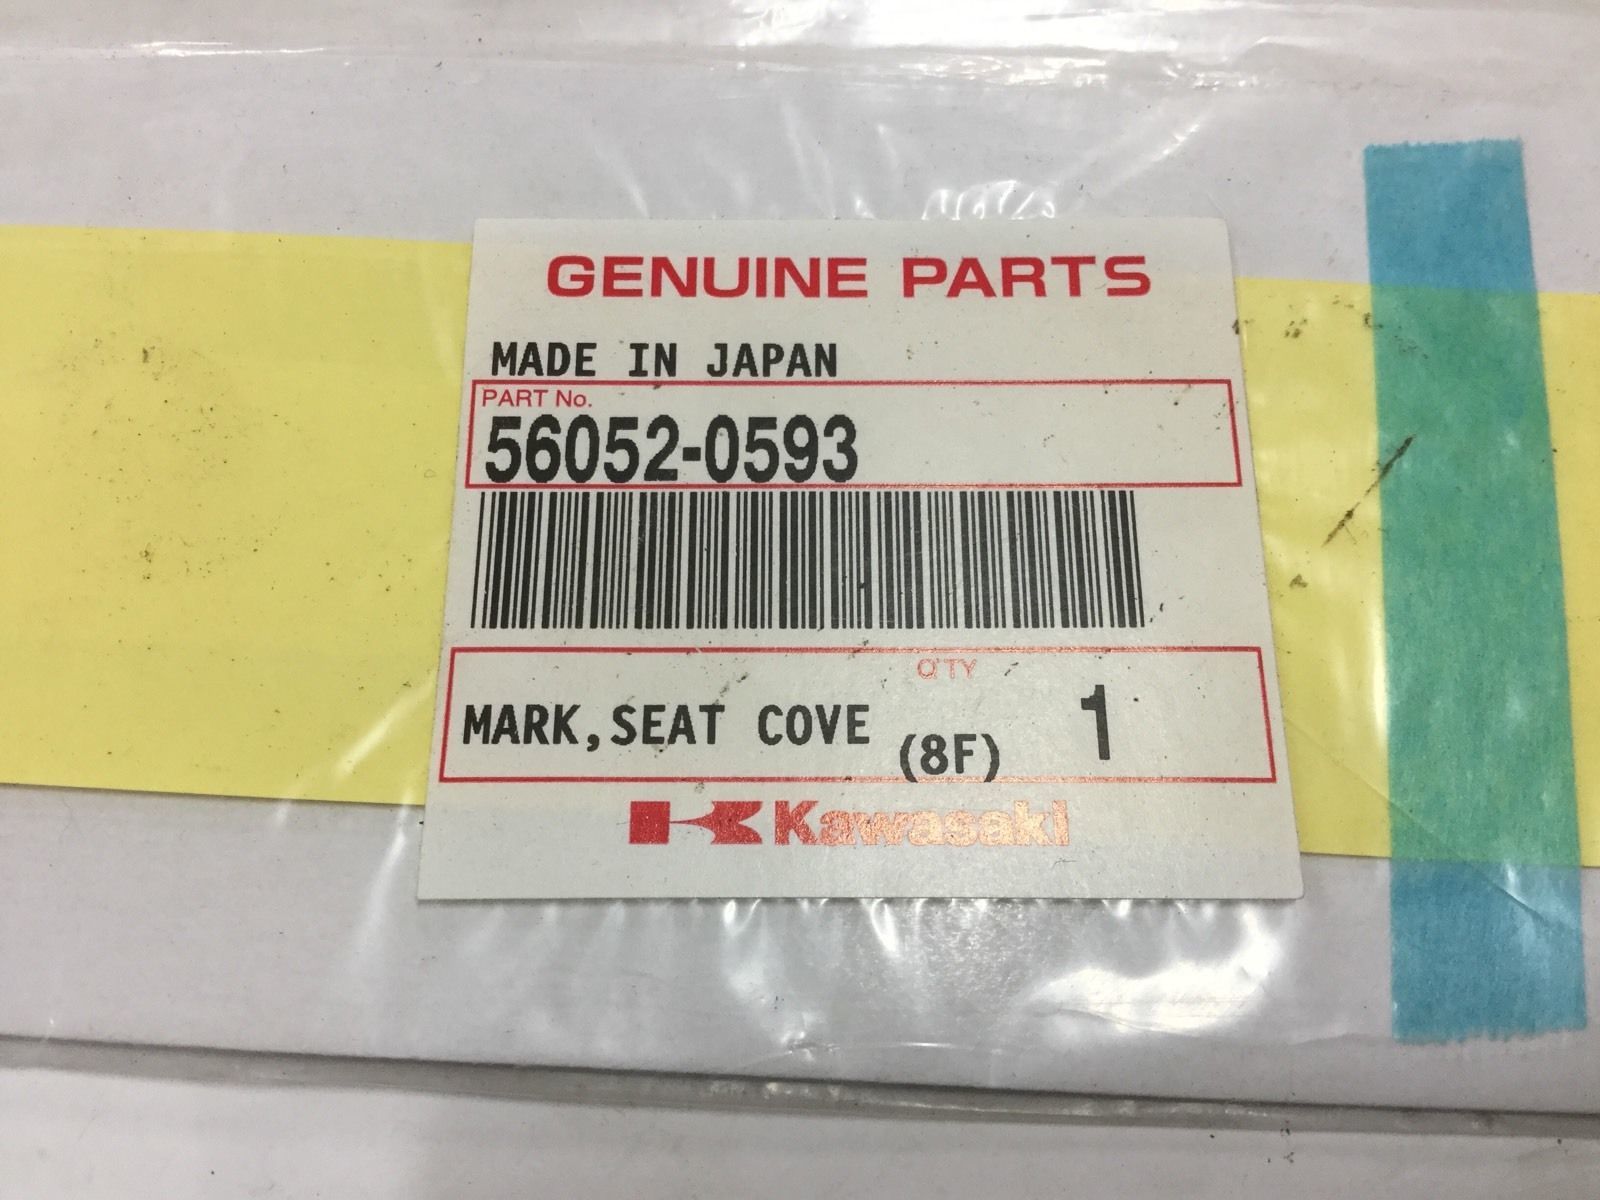 GENUINE PARTS
MADE IN JAPAN
PART No.
56052-0593
Q'TY
MARK,SEAT COVE (8F) 1
Kawasaki